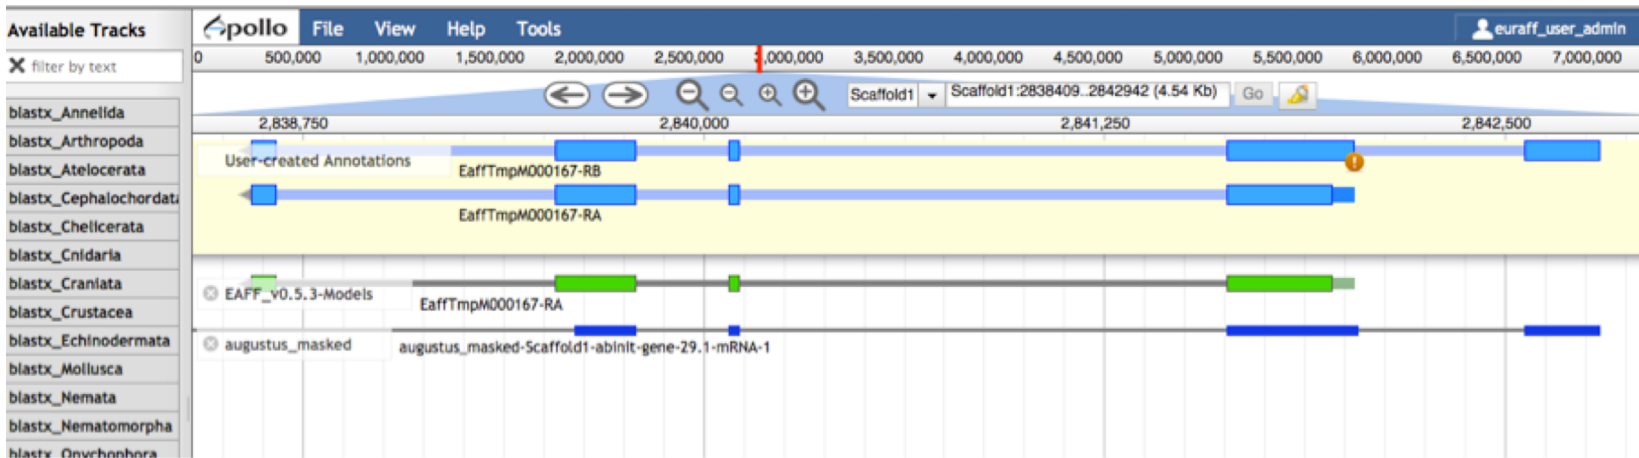 Available Tracks
Apollo File View Help Tools euraff_user_admin
filter by text
0 500,000 1,000,000 1,500,000 2,000,000 2,500,000 3,000,000 3,500,000 4,000,000 4,500,000 5,000,000 5,500,000 6,000,000 6,500,000 7,000,000
Scaffold1 Scaffold1:2838409..2842942 (4.54 Kb) Go
2,838,750 2,840,000 2,841,250 2,842,500
blastx_Annelida
blastx_Arthropoda
blastx_Atelocerata
blastx_Cephalochordata
blastx_Chelicerata
blastx_Cnidaria
blastx_Craniata
blastx_Crustacea
blastx_Echinodermata
blastx_Mollusca
blastx_Nemata
blastx_Nematomorpha
blastx_Onychophora
User-created Annotations
EaffTmpM000167-RB
EaffTmpM000167-RA
EAFF_v0.5.3-Models
EaffTmpM000167-RA
augustus_masked
augustus_masked-Scaffold1-abinit-gene-29.1-mRNA-1